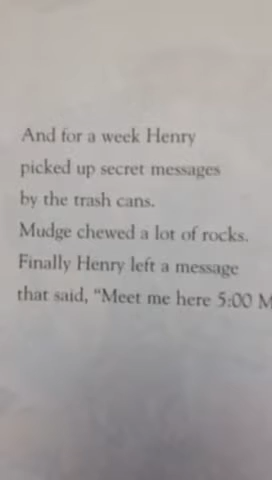 And for a week Henry
picked up secret messages
by the trash cans.
Mudge chewed a lot of rocks.
Finally Henry left a message
that said, “Meet me here 5:00 M